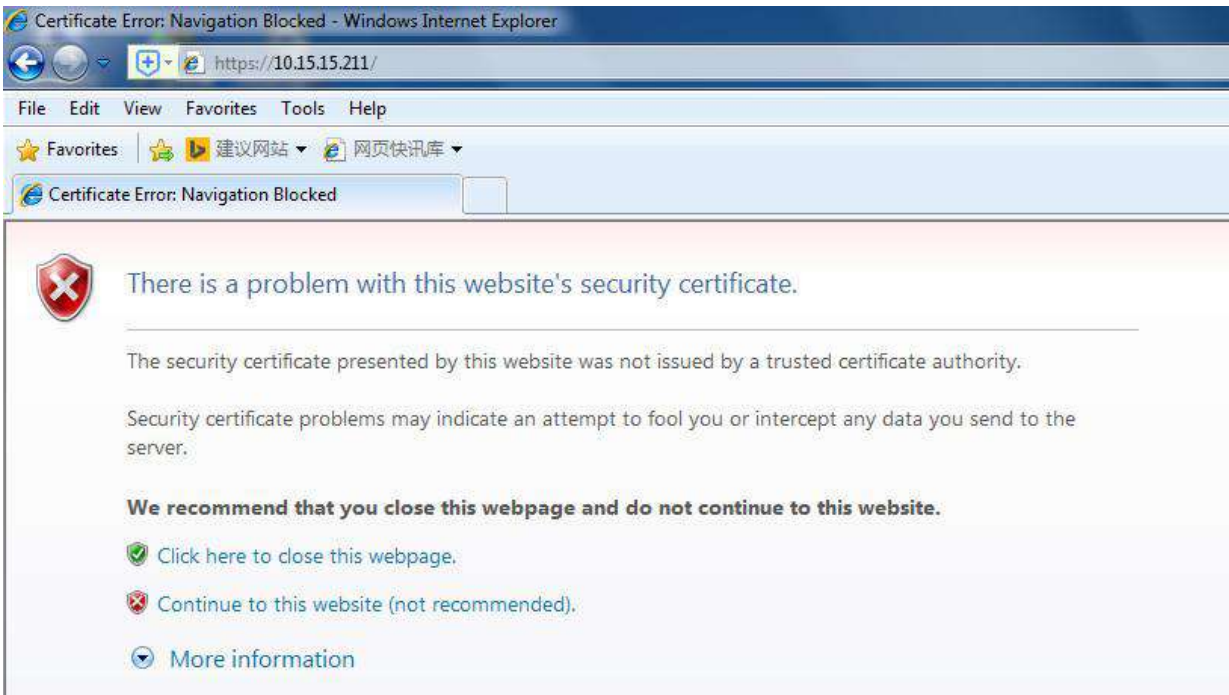 Certificate Error: Navigation Blocked - Windows Internet Explorer
https://10.15.15.211/
File Edit View Favorites Tools Help
Favorites 建议网站 网页快讯库
Certificate Error: Navigation Blocked
There is a problem with this website's security certificate.
The security certificate presented by this website was not issued by a trusted certificate authority.
Security certificate problems may indicate an attempt to fool you or intercept any data you send to the
server.
We recommend that you close this webpage and do not continue to this website.
Click here to close this webpage.
Continue to this website (not recommended).
More information